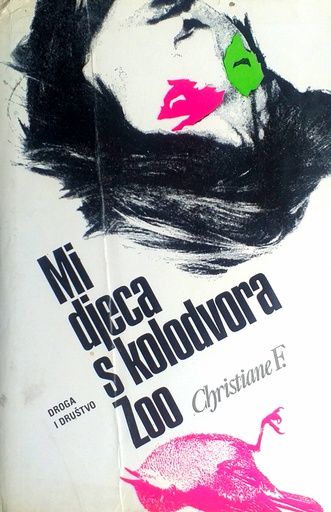 Mi
djeca
s kolodvora
Zoo
Christiane F.
DROGA
I DRUŠTVO